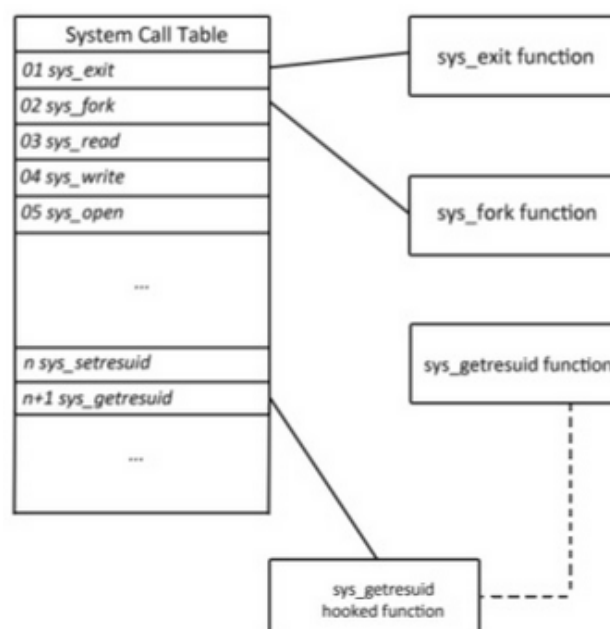 System Call Table
01 sys_exit
02 sys_fork
03 sys_read
04 sys_write
05 sys_open
...
n sys_setresuid
n+1 sys_getresuid
...
sys_exit function
sys_fork function
sys_getresuid function
sys_getresuid
hooked function